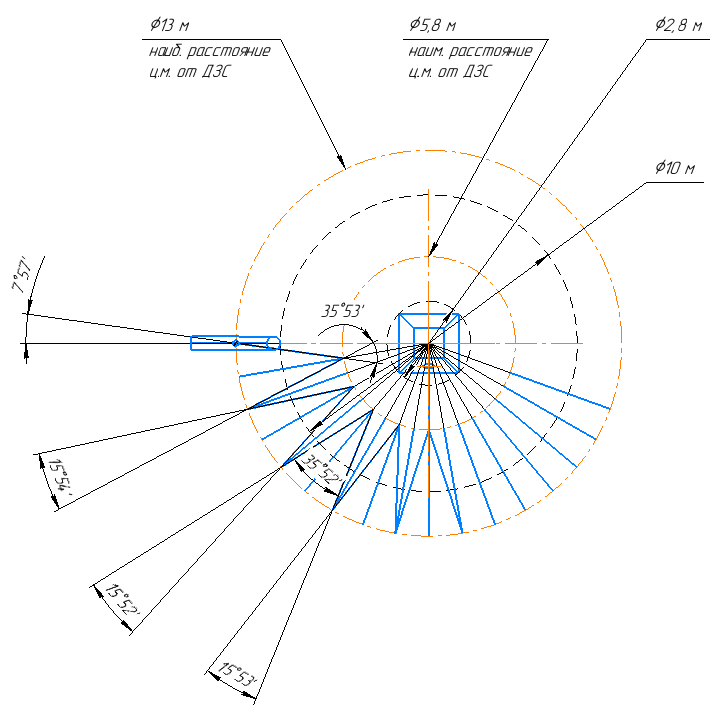 Ø13 м
наиб. расстояние
ц.м. от ДЗС
Ø5,8 м
наим. расстояние
ц.м. от ДЗС
Ø2,8 м
Ø10 м
7°57'
35°53'
15°54'
35°52'
15°52'
15°53'